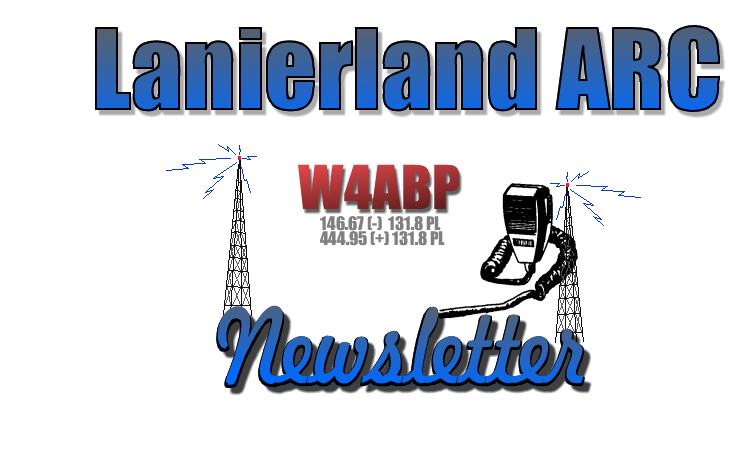 Lanierland ARC
W4ABP
146.67 (-) 131.8 PL
444.95 (+) 131.8 PL
Newsletter